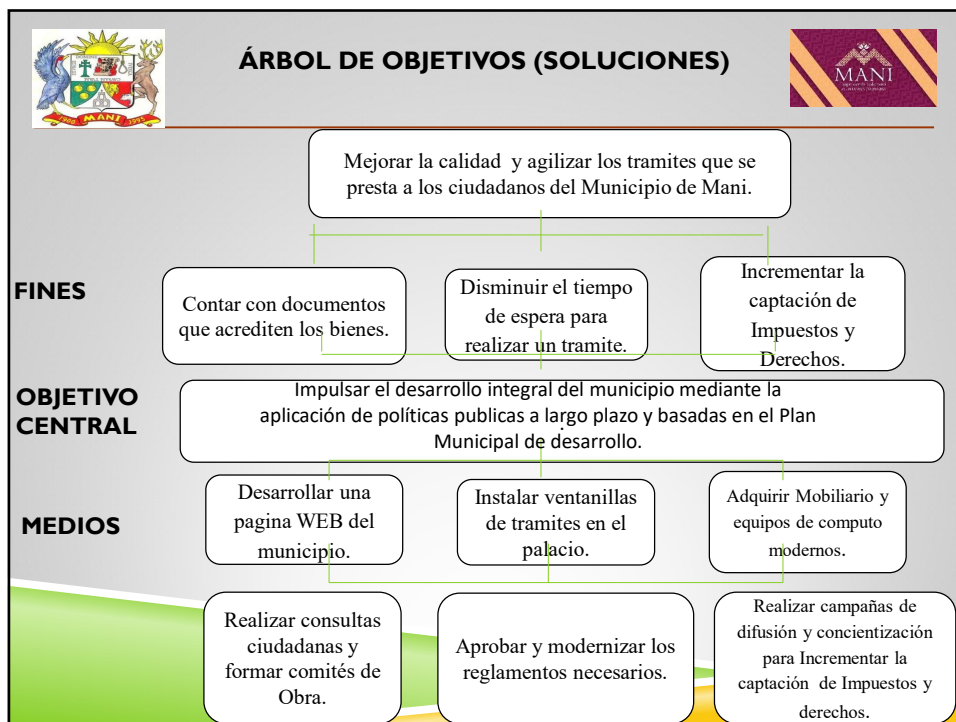 ÁRBOL DE OBJETIVOS (SOLUCIONES)
1900 MANI 1995
MANI
Mejorar la calidad y agilizar los tramites que se
presta a los ciudadanos del Municipio de Mani.
FINES
Contar con documentos
que acrediten los bienes.
Disminuir el tiempo
de espera para
realizar un tramite.
Incrementar la
captación de
Impuestos y
Derechos.
OBJETIVO
CENTRAL
Impulsar el desarrollo integral del municipio mediante la
aplicación de políticas publicas a largo plazo y basadas en el Plan
Municipal de desarrollo.
MEDIOS
Desarrollar una
pagina WEB del
municipio.
Instalar ventanillas
de tramites en el
palacio.
Adquirir Mobiliario y
equipos de computo
modernos.
Realizar consultas
ciudadanas y
formar comités de
Obra.
Aprobar y modernizar los
reglamentos necesarios.
Realizar campañas de
difusión y concientización
para Incrementar la
captación de Impuestos y
derechos.